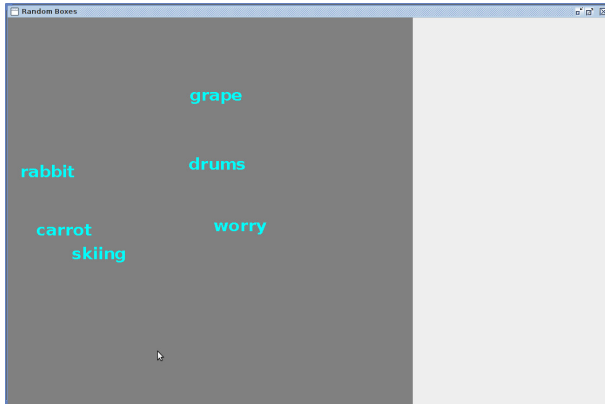 Random Boxes
grape
drums
rabbit
worry
carrot
skiing